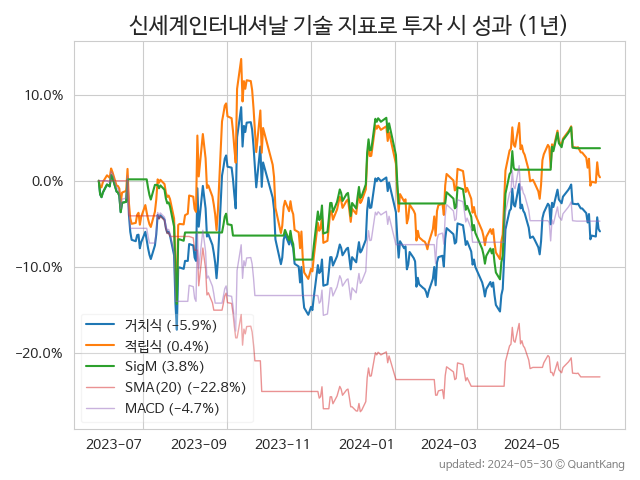 신세계인터내셔날 기술 지표로 투자 시 성과 (1년)
10.0%
0.0%
−10.0%
−20.0%
거치식 (−5.9%)
적립식 (0.4%)
SigM (3.8%)
SMA(20) (−22.8%)
MACD (−4.7%)
2023−07 2023−09 2023−11 2024−01 2024−03 2024−05
updated: 2024−05−30 © QuantKang